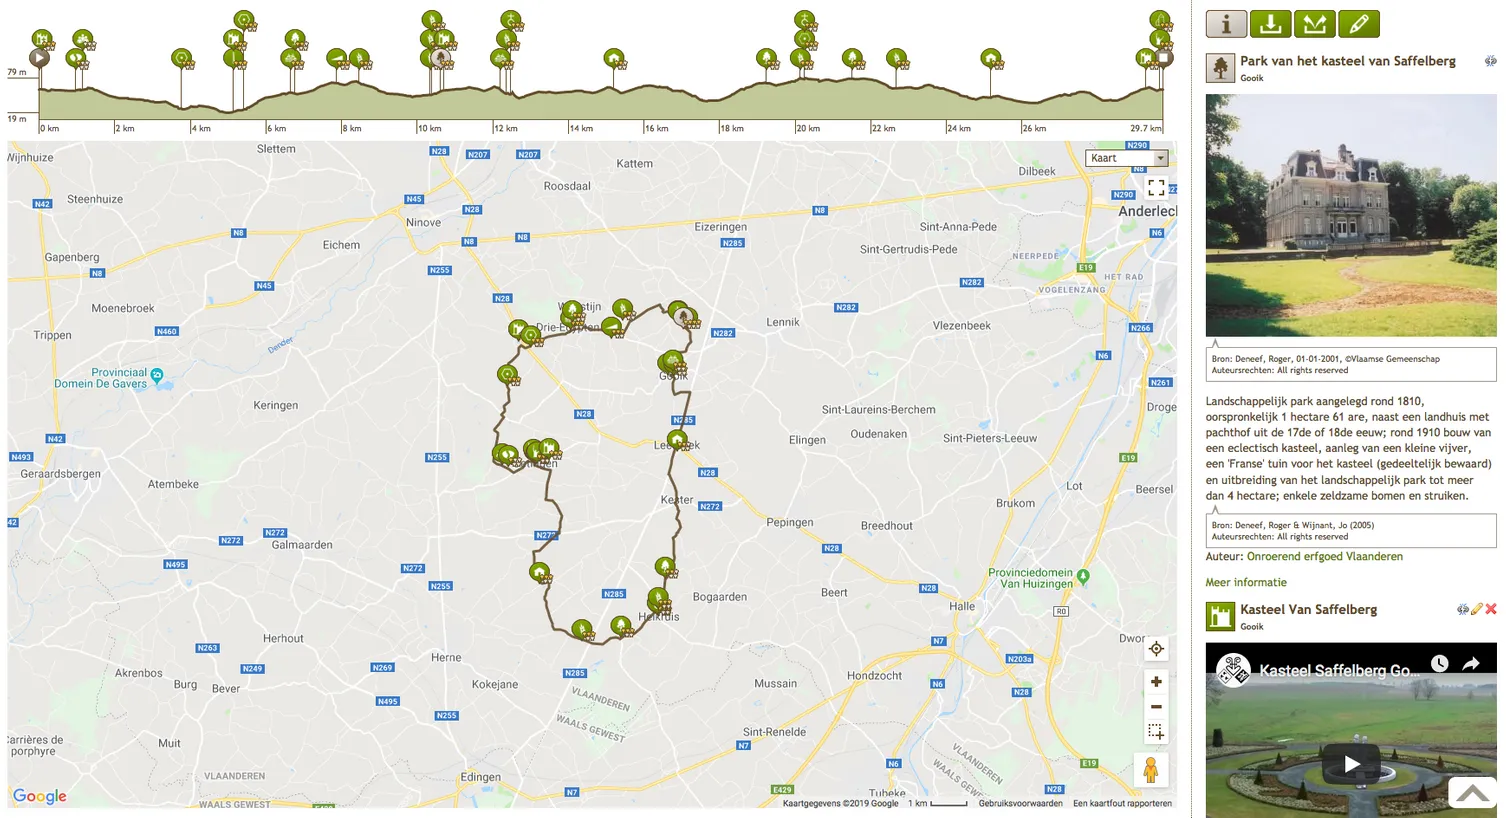 79 m
19 m
0 km
2 km
4 km
6 km
8 km
10 km
12 km
14 km
16 km
18 km
20 km
22 km
24 km
26 km
29.7 km
Kaart
Wijnhuize
Slettem
N28
N207
N207
Kattem
N290
N8
Steenhuize
Roosdaal
Dilbeek
N42
N45
N28
N290
Ninove
N8
Anderlecl
N8
Eichem
N8
N8
Eizeringen
N285
Sint-Anna-Pede
N6
Gapenberg
Sint-Gertrudis-Pede
NEERPEDE
N8
N45
N255
E19
HET RAD
N282
VOGELENZANG
Moenebroek
N28
N282
Trippen
N460
Drie-Egypten
N282
Lennik
Vlezenbeek
N266
Dender
N6
Provinciaal
Domein De Gavers
Gooik
N261
Keringen
N28
N285
Sint-Laureins-Berchem
Droge
N42
Elingen
Oudenaken
Sint-Pieters-Leeuw
N493
N255
E19
Geraardsbergen
N28
Atembeke
Kester
N272
Lot
Beersel
Brukom
42
N272
N272
N272
Pepingen
Breedhout
Galmaarden
N28
N495
N272
N255
N285
Bogaarden
Beert
Provinciedomein
Van Huizingen
N28
Halle
R0
Herfelingen
Herhout
N263
N7
Dwor
N249
N269
Herne
N203a
Akrenbos
Burg
Bever
Kokejane
N285
Mussain
Hondzocht
N6
N28
N495
N255
VLAANDEREN
WAALS GEWEST
Carrières de
porphyre
Muit
Sint-Renelde
N7
VLAANDEREN
WAALS GEWEST
VLAANDEREN
WAALS GEWEST
Edingen
N6
E19
N7
E429
Tubeke
N28
Google
Kaartgegevens ©2019 Google
1 km
Gebruiksvoorwaarden
Een kaartfout rapporteren
Park van het kasteel van Saffelberg
Gooik
Bron: Deneef, Roger, 01-01-2001, ©Vlaamse Gemeenschap
Auteursrechten: All rights reserved
Landschappelijk park aangelegd rond 1810,
oorspronkelijk 1 hectare 61 are, naast een landhuis met
pachthof uit de 17de of 18de eeuw; rond 1910 bouw van
een eclectisch kasteel, aanleg van een kleine vijver,
een 'Franse' tuin voor het kasteel (gedeeltelijk bewaard)
en uitbreiding van het landschappelijk park tot meer
dan 4 hectare; enkele zeldzame bomen en struiken.
Bron: Deneef, Roger & Wijnant, Jo (2005)
Auteursrechten: All rights reserved
Auteur: Onroerend erfgoed Vlaanderen
Meer informatie
Kasteel Van Saffelberg
Gooik
Kasteel Saffelberg Go...